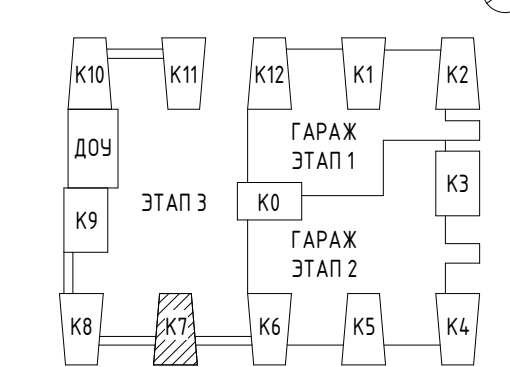 К10
К11
К12
К1
К2
ГАРАЖ
ЭТАП 1
ДОУ
К3
ЭТАП 3
К0
К9
ГАРАЖ
ЭТАП 2
К8
К7
К6
К5
К4